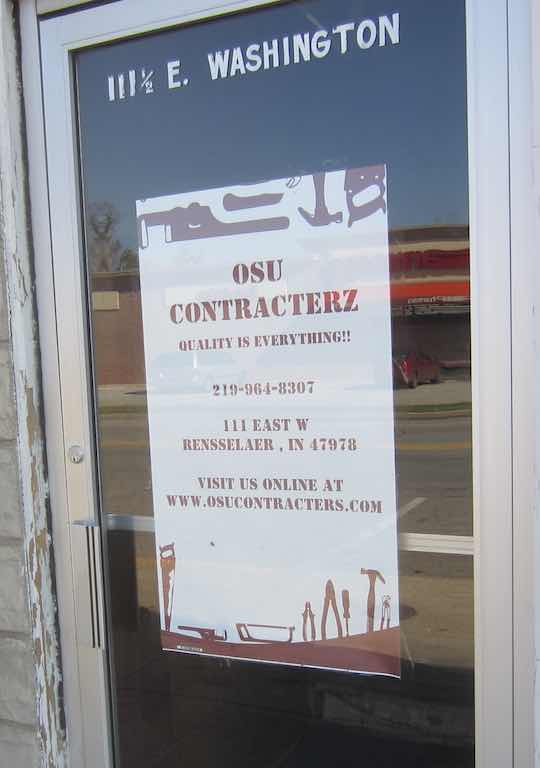 111½ E. WASHINGTON
OSU
CONTRACTERZ
QUALITY IS EVERYTHING!!
219-964-8307
111 EAST W
RENSSELAER , IN 47978
VISIT US ONLINE AT
WWW.OSUCONTRACTERS.COM